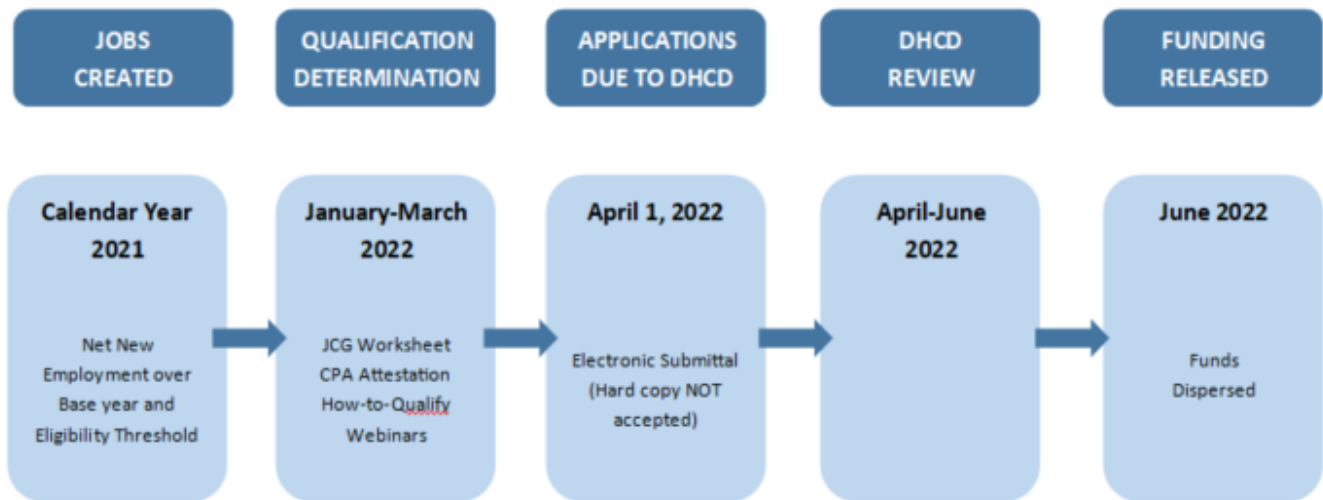 JOBS
CREATED
QUALIFICATION
DETERMINATION
APPLICATIONS
DUE TO DHCD
DHCD
REVIEW
FUNDING
RELEASED
Calendar Year
2021
Net New
Employment over
Base year and
Eligibility Threshold
January-March
2022
JCG Worksheet
CPA Attestation
How-to-Qualify
Webinars
April 1, 2022
Electronic Submittal
(Hard copy NOT
accepted)
April-June
2022
June 2022
Funds
Dispersed